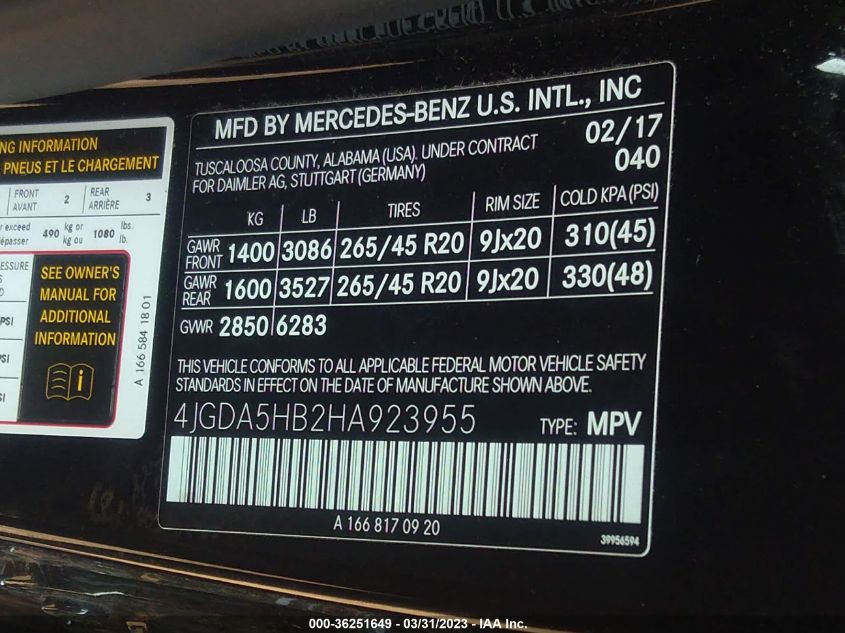 NG INFORMATION
PNEUS ET LE CHARGEMENT
FRONT 2 REAR 3
AVANT ARRIÈRE
exceed 490 kg or 1080 lbs.
kg ou lb.
SEE OWNER'S
MANUAL FOR
ADDITIONAL
INFORMATION
i
PSI
PSI
PSI
A 166 584 18 01
MFD BY MERCEDES-BENZ U.S. INTL., INC
TUSCALOOSA COUNTY, ALABAMA (USA). UNDER CONTRACT 02/17
FOR DAIMLER AG, STUTTGART (GERMANY) 040
KG LB TIRES RIM SIZE COLD KPA (PSI)
GAWR FRONT 1400 3086 265/45 R20 9Jx20 310(45)
GAWR REAR 1600 3527 265/45 R20 9Jx20 330(48)
GVWR 2850 6283
THIS VEHICLE CONFORMS TO ALL APPLICABLE FEDERAL MOTOR VEHICLE SAFETY
STANDARDS IN EFFECT ON THE DATE OF MANUFACTURE SHOWN ABOVE.
4JGDA5HB2HA923955 TYPE: MPV
A 166 817 09 20
39956594
000-36251649 - 03/31/2023 - IAA Inc.